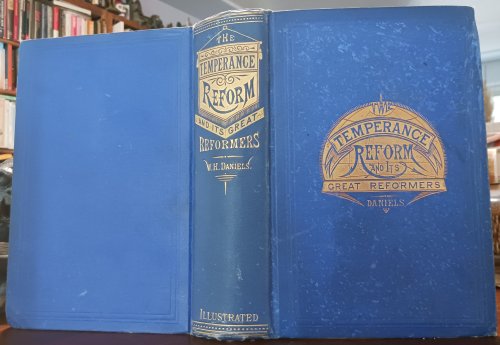 THE
TEMPERANCE
REFORM
AND ITS GREAT
REFORMERS
W.H. DANIELS.
ILLUSTRATED
THE
TEMPERANCE
REFORM
AND ITS
GREAT REFORMERS
DANIELS